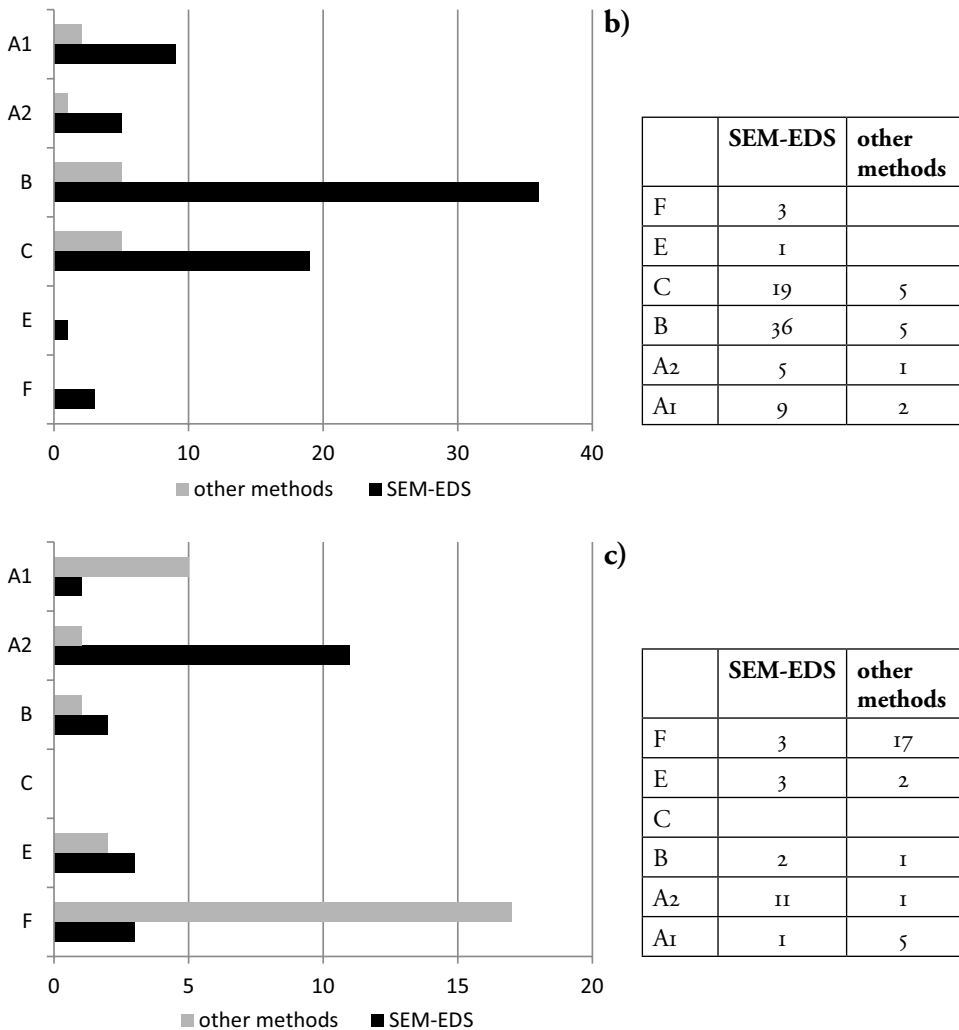 b)
A1
A2
B
C
E
F
0 10 20 30 40
other methods SEM-EDS
SEM-EDS other
methods
F 3
E 1
C 19 5
B 36 5
A2 5 1
A1 9 2
c)
A1
A2
B
C
E
F
0 5 10 15 20
other methods SEM-EDS
SEM-EDS other
methods
F 3 17
E 3 2
C
B 2 1
A2 11 1
A1 1 5